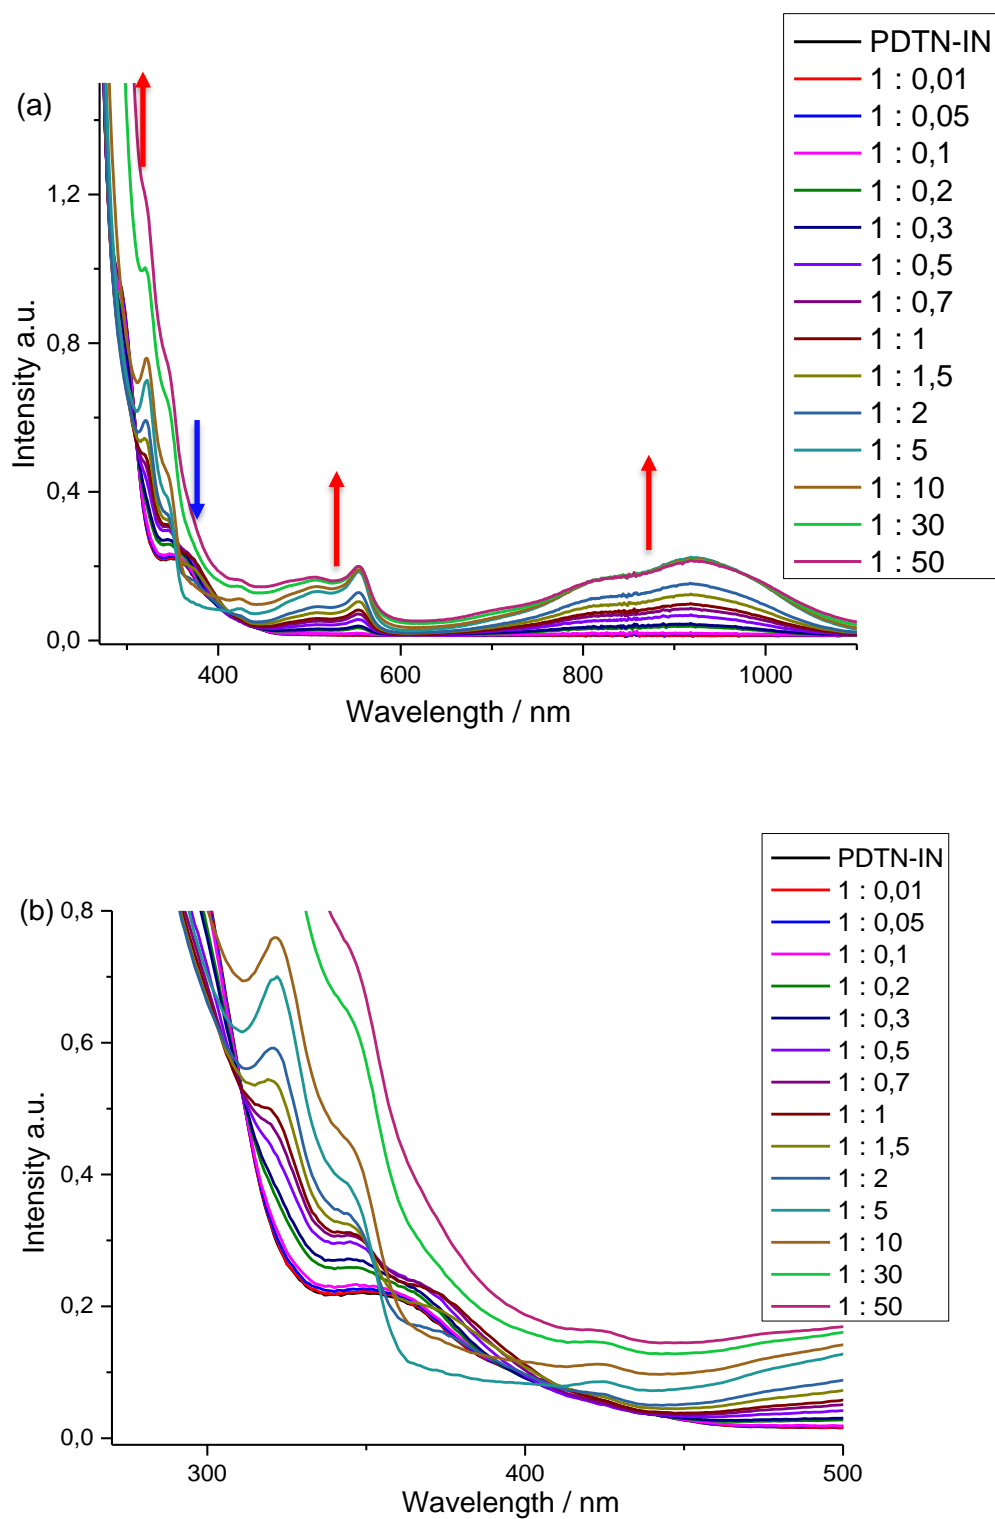 (a)
Intensity a.u.
1,2
0,8
0,4
0,0
400
600
800
1000
Wavelength / nm
PDTN-IN
1 : 0,01
1 : 0,05
1 : 0,1
1 : 0,2
1 : 0,3
1 : 0,5
1 : 0,7
1 : 1
1 : 1,5
1 : 2
1 : 5
1 : 10
1 : 30
1 : 50
(b)
Intensity a.u.
0,8
0,6
0,4
0,2
0,0
300
400
500
Wavelength / nm
PDTN-IN
1 : 0,01
1 : 0,05
1 : 0,1
1 : 0,2
1 : 0,3
1 : 0,5
1 : 0,7
1 : 1
1 : 1,5
1 : 2
1 : 5
1 : 10
1 : 30
1 : 50